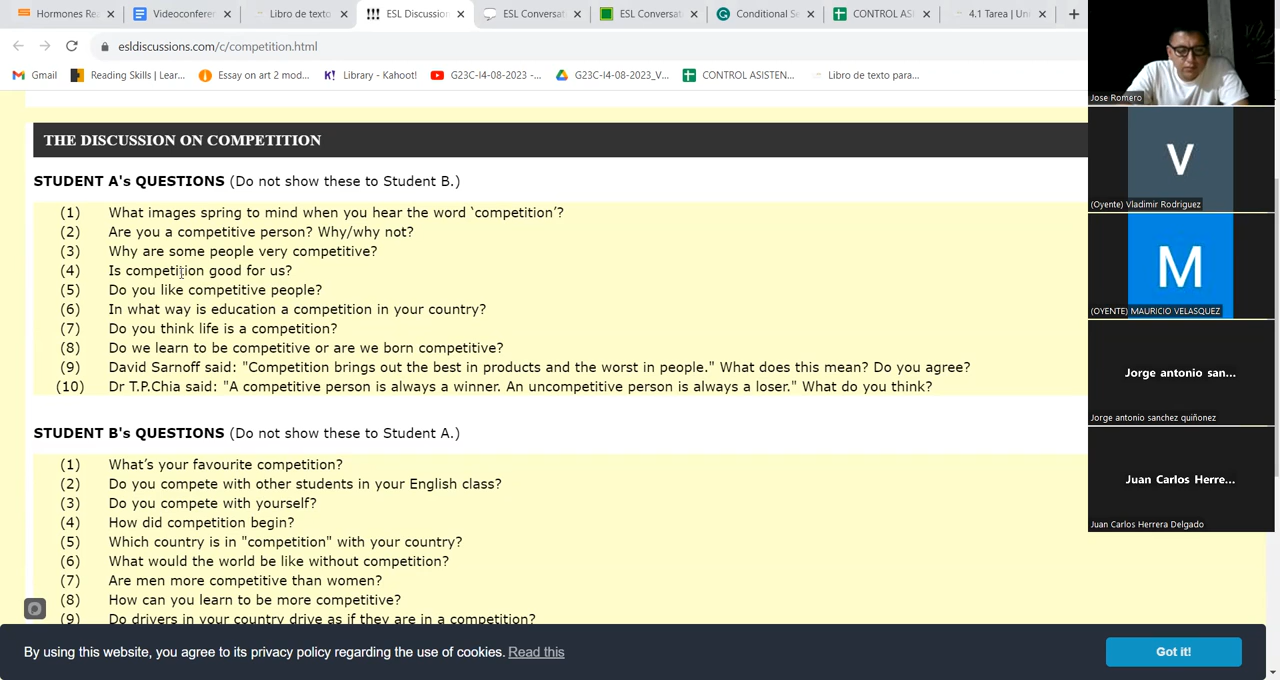 Hormones Rea
Videoconferen
Libro de texto
ESL Discussion
ESL Conversat
ESL Conversat
Conditional Se
CONTROL ASI
4.1 Tarea | Uni
esldiscussions.com/c/competition.html
Gmail
Reading Skills | Lear...
Essay on art 2 mod...
Library - Kahoot!
G23C-I4-08-2023 -...
G23C-I4-08-2023_V...
CONTROL ASISTEN...
Libro de texto para...
THE DISCUSSION ON COMPETITION
STUDENT A's QUESTIONS (Do not show these to Student B.)
(1) What images spring to mind when you hear the word ‘competition’?
(2) Are you a competitive person? Why/why not?
(3) Why are some people very competitive?
(4) Is competition good for us?
(5) Do you like competitive people?
(6) In what way is education a competition in your country?
(7) Do you think life is a competition?
(8) Do we learn to be competitive or are we born competitive?
(9) David Sarnoff said: "Competition brings out the best in products and the worst in people." What does this mean? Do you agree?
(10) Dr T.P.Chia said: "A competitive person is always a winner. An uncompetitive person is always a loser." What do you think?
STUDENT B's QUESTIONS (Do not show these to Student A.)
(1) What’s your favourite competition?
(2) Do you compete with other students in your English class?
(3) Do you compete with yourself?
(4) How did competition begin?
(5) Which country is in "competition" with your country?
(6) What would the world be like without competition?
(7) Are men more competitive than women?
(8) How can you learn to be more competitive?
(9) Do drivers in your country drive as if they are in a competition?
By using this website, you agree to its privacy policy regarding the use of cookies. Read this
Got it!
Jose Romero
V
(Oyente) Vladimir Rodriguez
M
(OYENTE) MAURICIO VELASQUEZ
Jorge antonio san...
Jorge antonio sanchez quiñonez
Juan Carlos Herre...
Juan Carlos Herrera Delgado